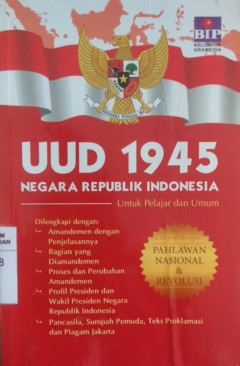 BIP
KELOMPOK
GRAMEDIA
UUD 1945
NEGARA REPUBLIK INDONESIA
Untuk Pelajar dan Umum
Dilengkapi dengan:
Amandemen dengan
Penjelasannya
Bagian yang
Diamandemen
Proses dan Perubahan
Amandemen
Profil Presiden dan
Wakil Presiden Negara
Republik Indonesia
Pancasila, Sumpah Pemuda, Teks Proklamasi
dan Piagam Jakarta
PAHLAWAN
NASIONAL
&
REVOLUSI